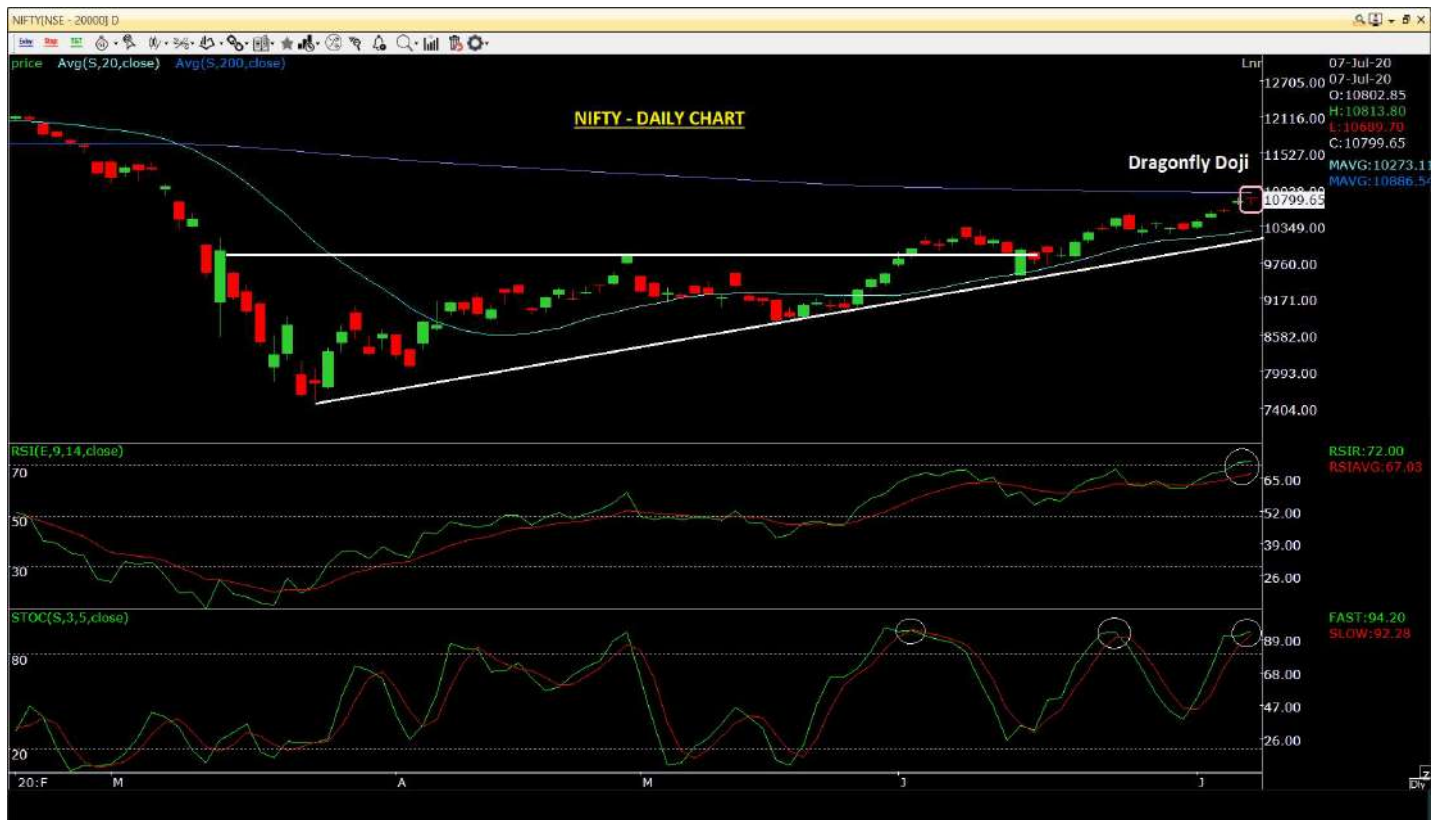 NIFTY[NSE - 20000] D
price Avg(S,20,close) Avg(S,200,close)
Lnr
07-Jul-20
07-Jul-20
O:10802.85
H:10813.80
L:10689.70
C:10799.65
MAVG:10273.11
MAVG:10886.54
NIFTY - DAILY CHART
Dragonfly Doji
12705.00
12116.00
11527.00
10799.65
10349.00
9760.00
9171.00
8582.00
7993.00
7404.00
RSI(E,9,14,close)
RSIR:72.00
RSIAVG:67.03
70
50
30
65.00
52.00
39.00
26.00
STOC(S,3,5,close)
FAST:94.20
SLOW:92.28
80
20
89.00
68.00
47.00
26.00
20:F M A M J J
Dly